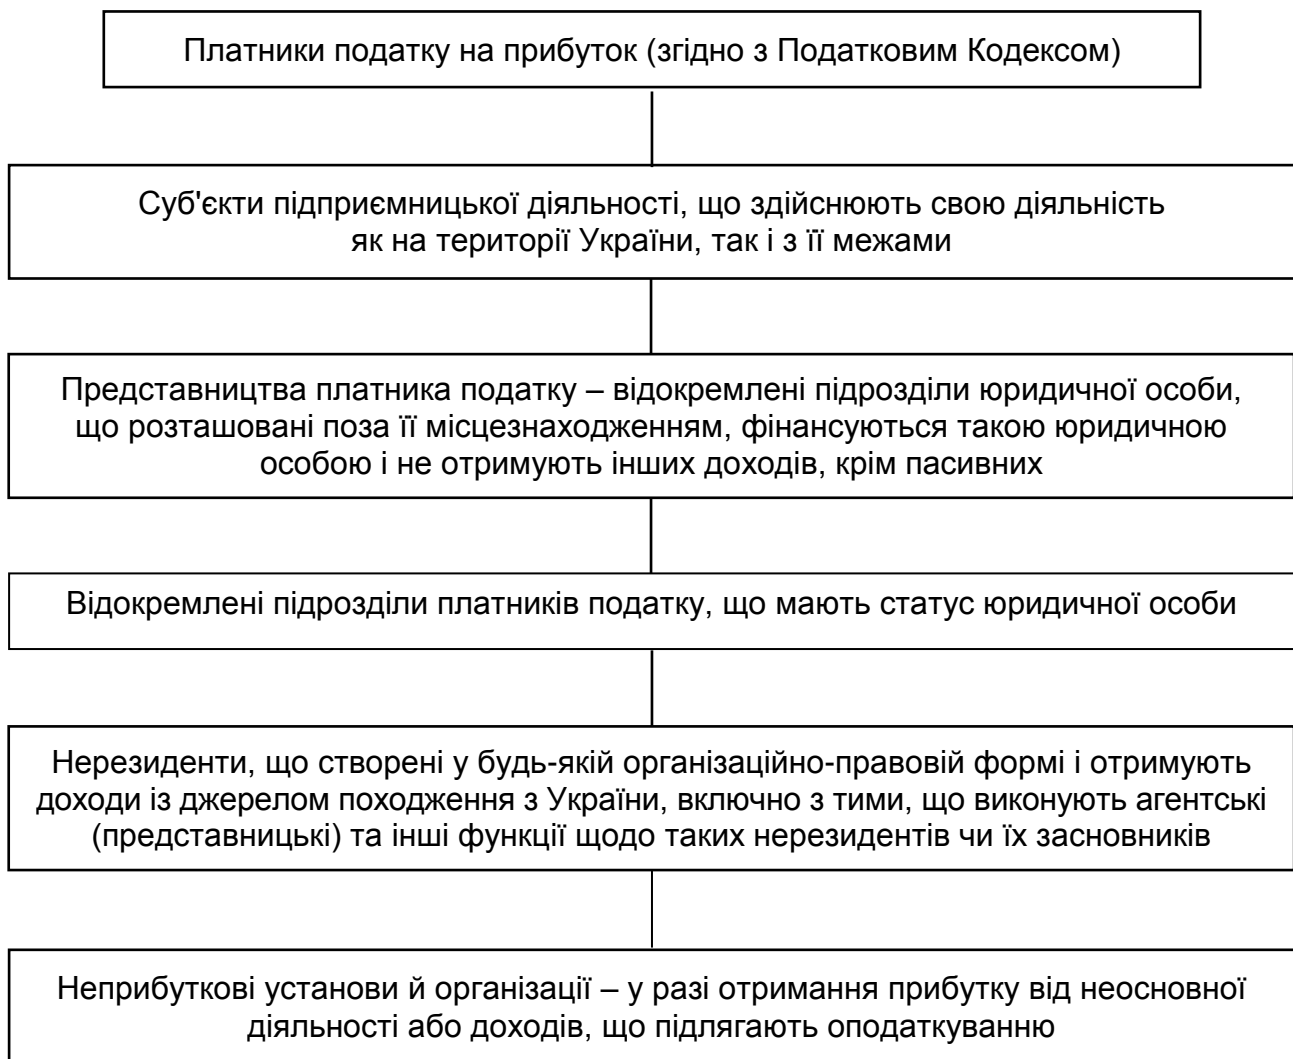 Платники податку на прибуток (згідно з Податковим Кодексом)
Суб'єкти підприємницької діяльності, що здійснюють свою діяльність
як на території України, так і з її межами
Представництва платника податку – відокремлені підрозділи юридичної особи,
що розташовані поза її місцезнаходженням, фінансуються такою юридичною
особою і не отримують інших доходів, крім пасивних
Відокремлені підрозділи платників податку, що мають статус юридичної особи
Нерезиденти, що створені у будь-якій організаційно-правовій формі і отримують
доходи із джерелом походження з України, включно з тими, що виконують агентські
(представницькі) та інші функції щодо таких нерезидентів чи їх засновників
Неприбуткові установи й організації – у разі отримання прибутку від неосновної
діяльності або доходів, що підлягають оподаткуванню